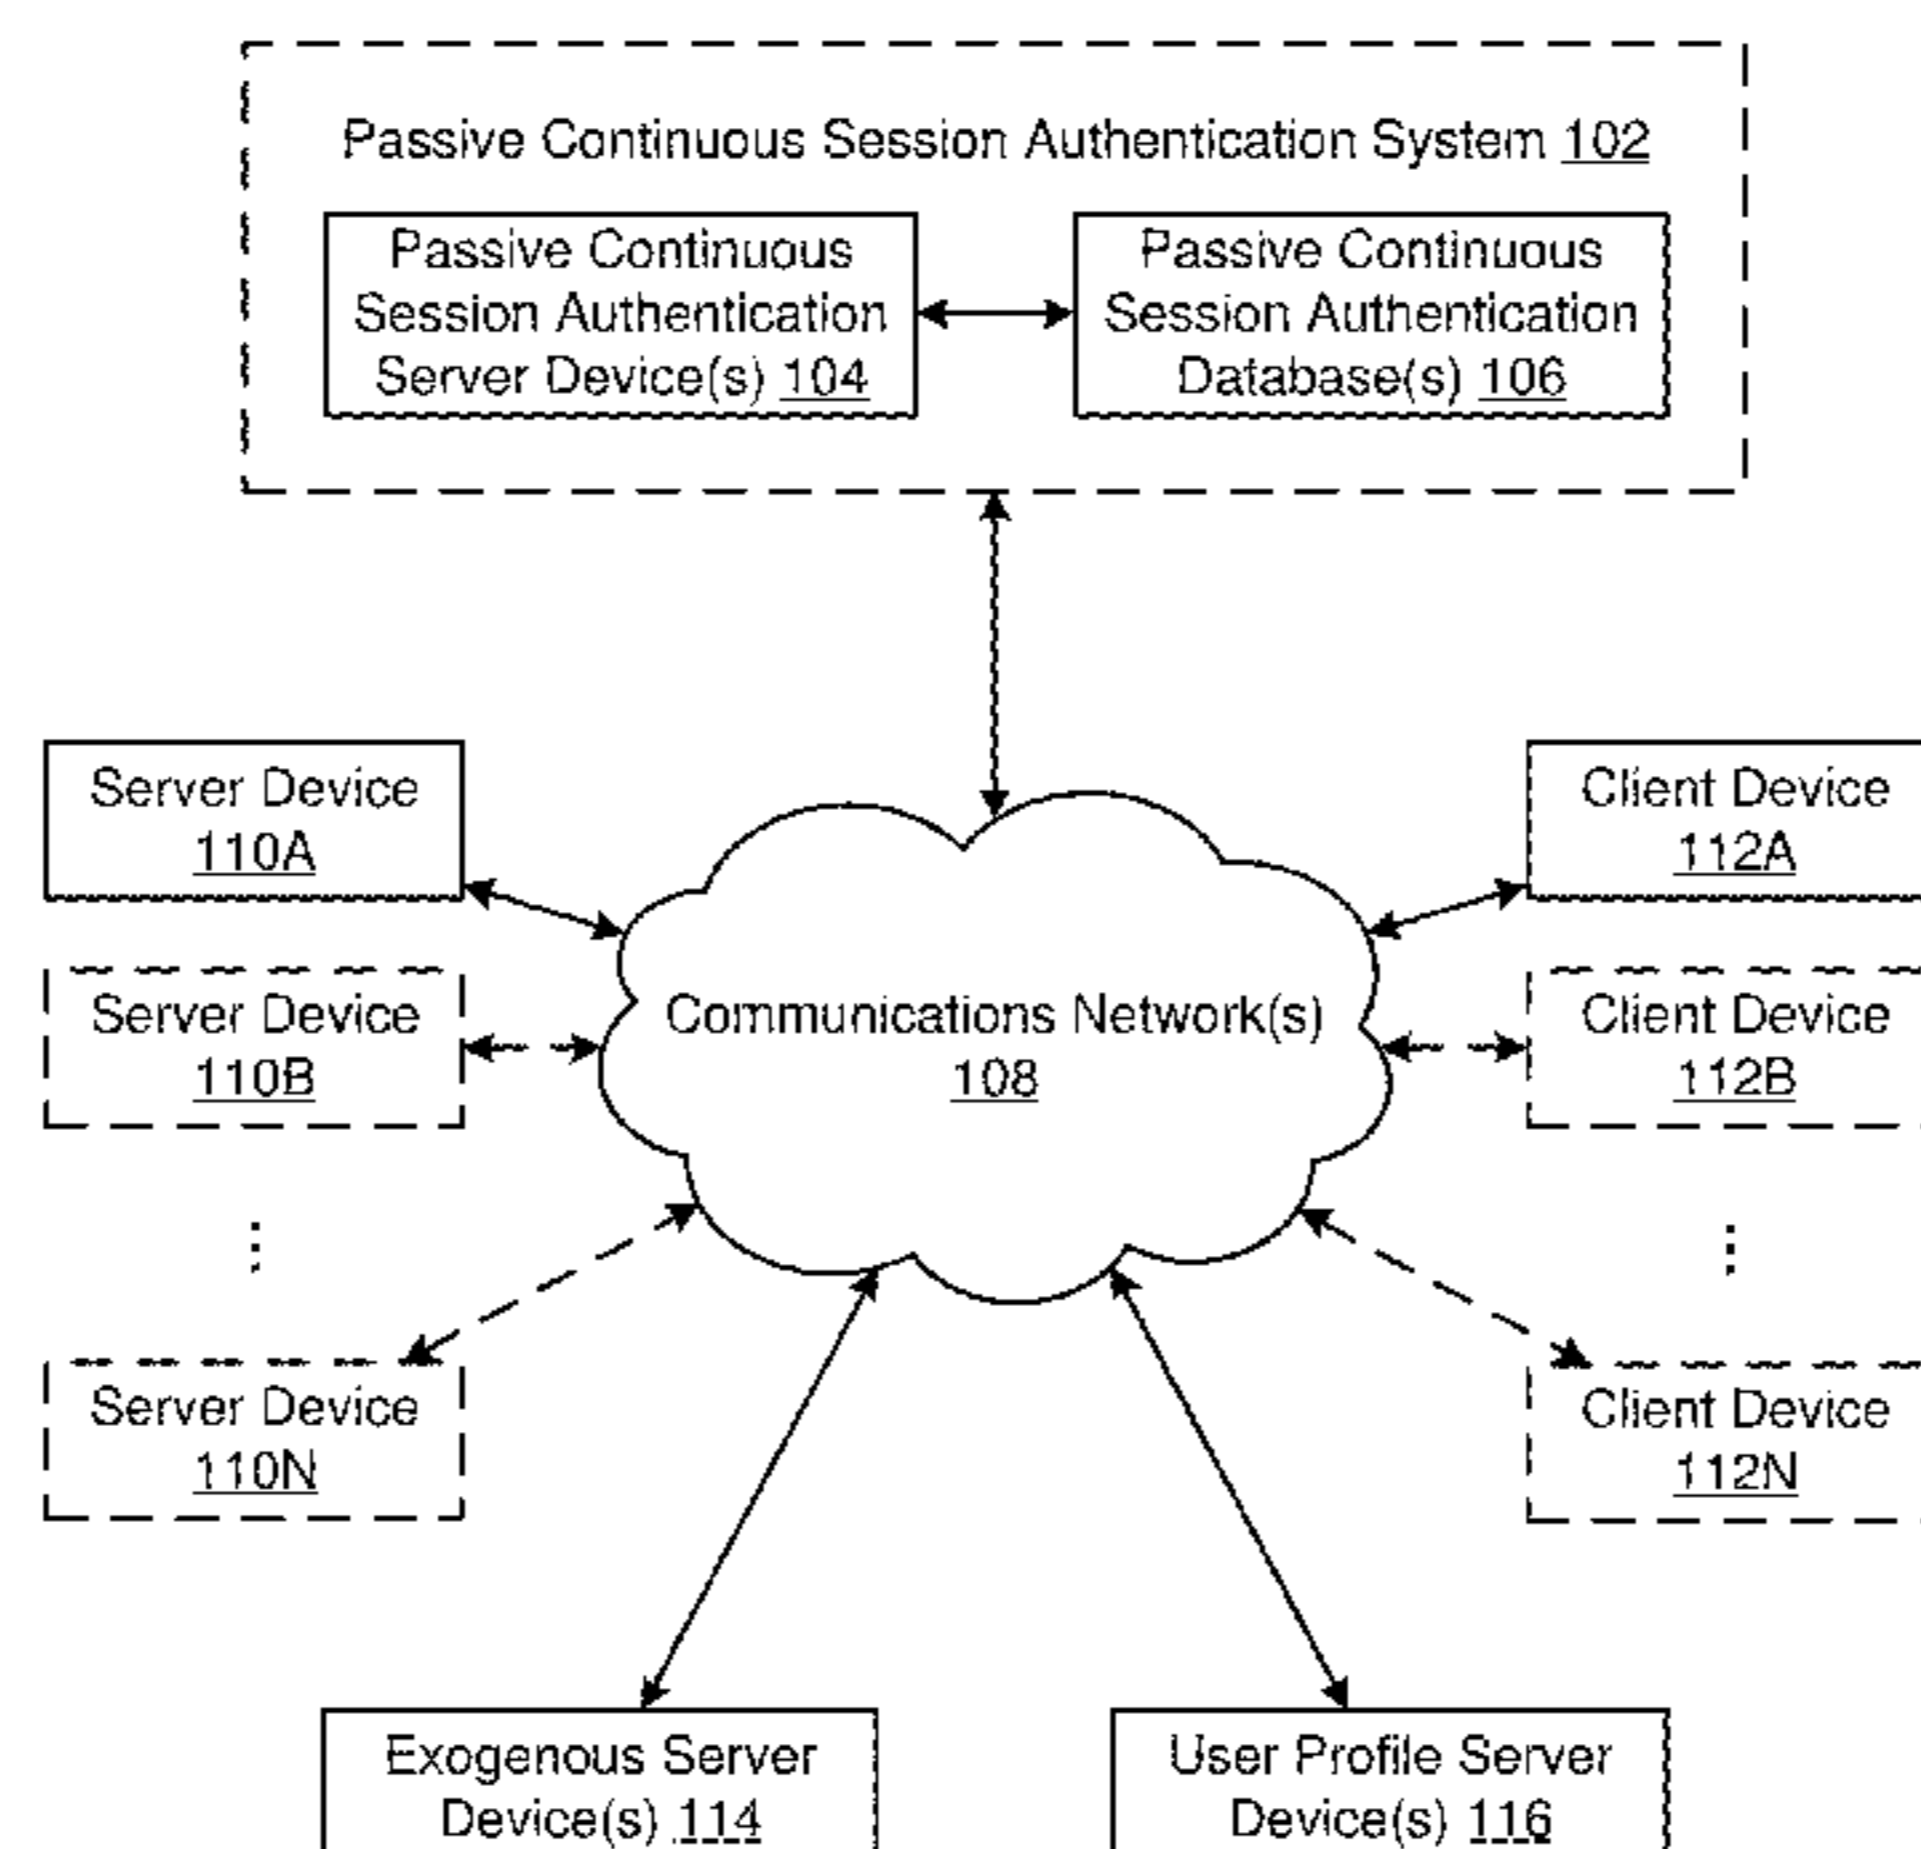 Passive Continuous Session Authentication System 102
Passive Continuous
Session Authentication
Server Device(s) 104
Passive Continuous
Session Authentication
Database(s) 106
Server Device
110A
Client Device
112A
Server Device
110B
Communications Network(s)
108
Client Device
112B
Server Device
110N
Client Device
112N
Exogenous Server
Device(s) 114
User Profile Server
Device(s) 116